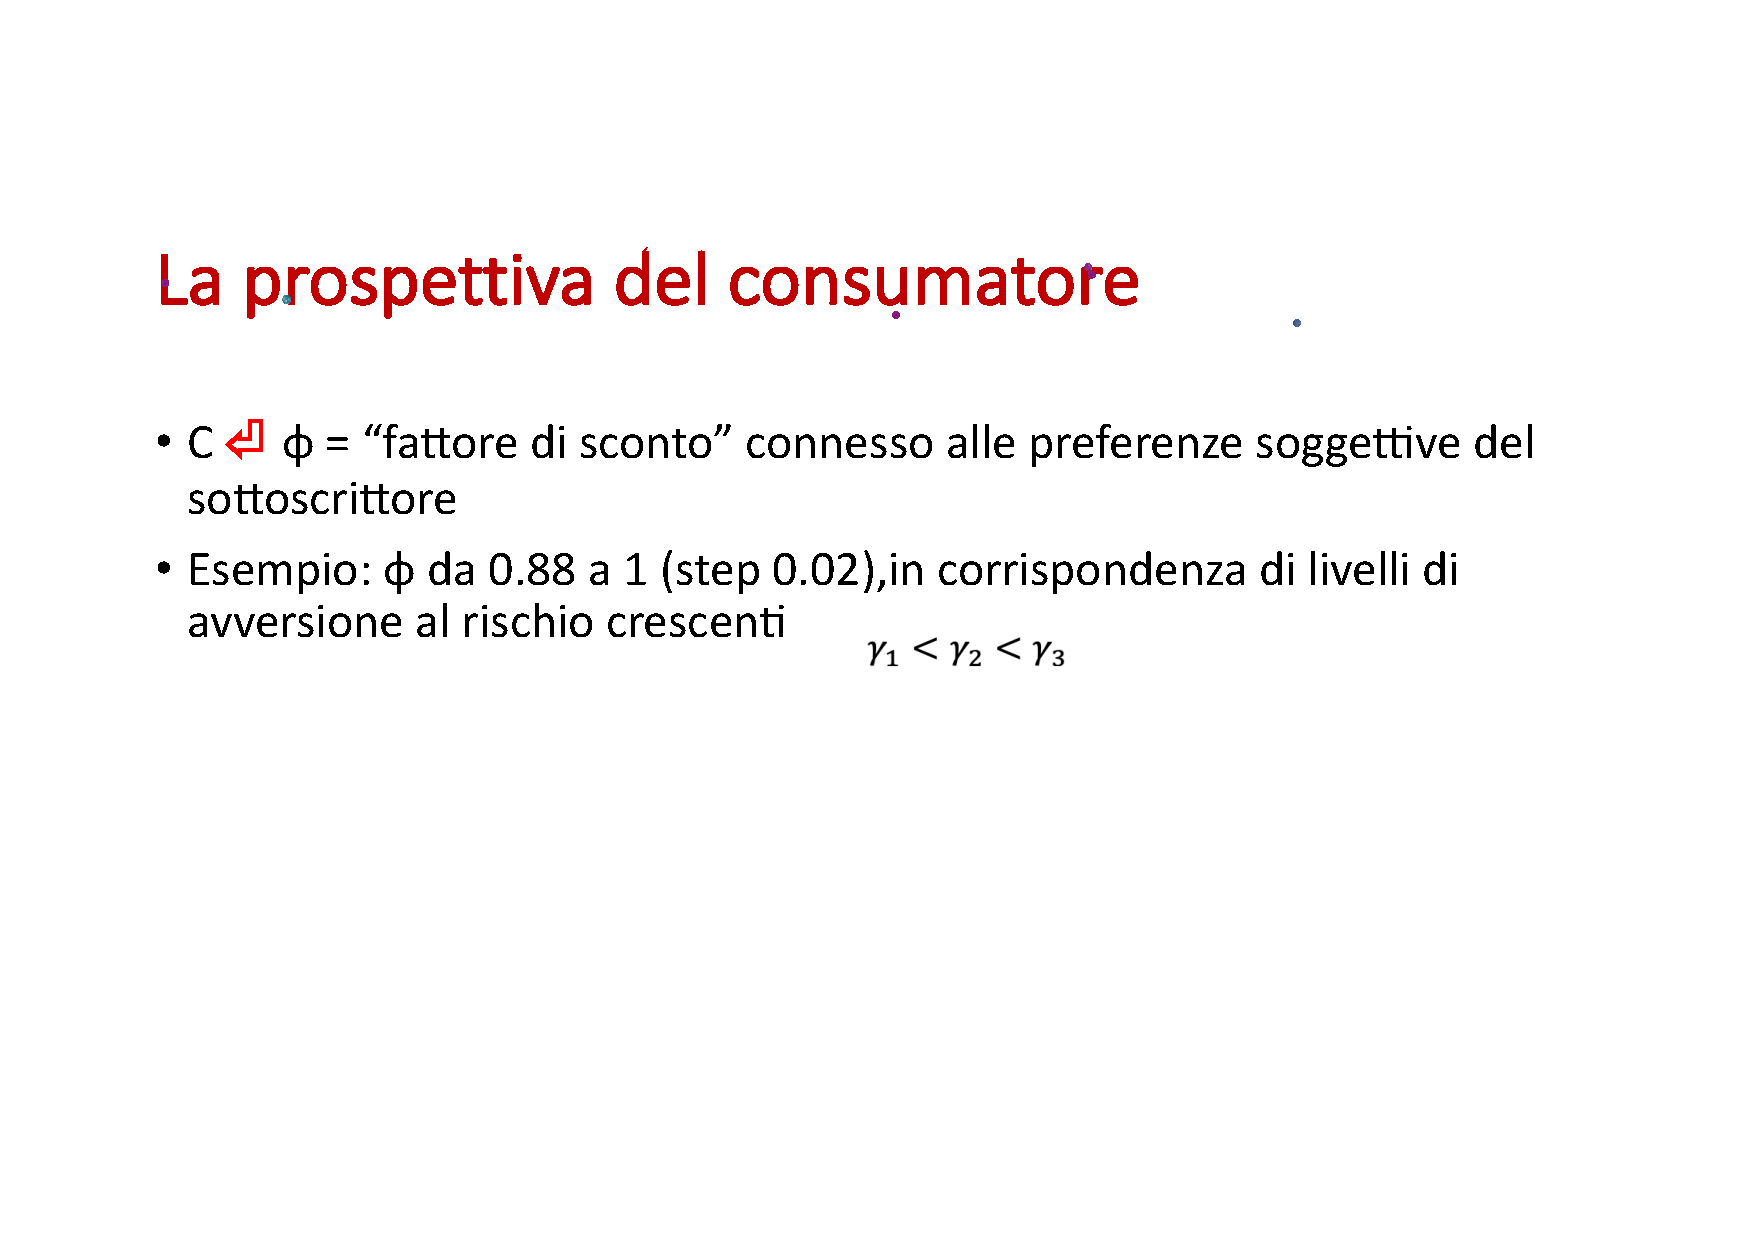 La prospettiva del consumatore
• C ⏎ ϕ = “fattore di sconto” connesso alle preferenze soggettive del
sottoscrittore
• Esempio: ϕ da 0.88 a 1 (step 0.02),in corrispondenza di livelli di
avversione al rischio crescenti
γ₁ < γ₂ < γ₃